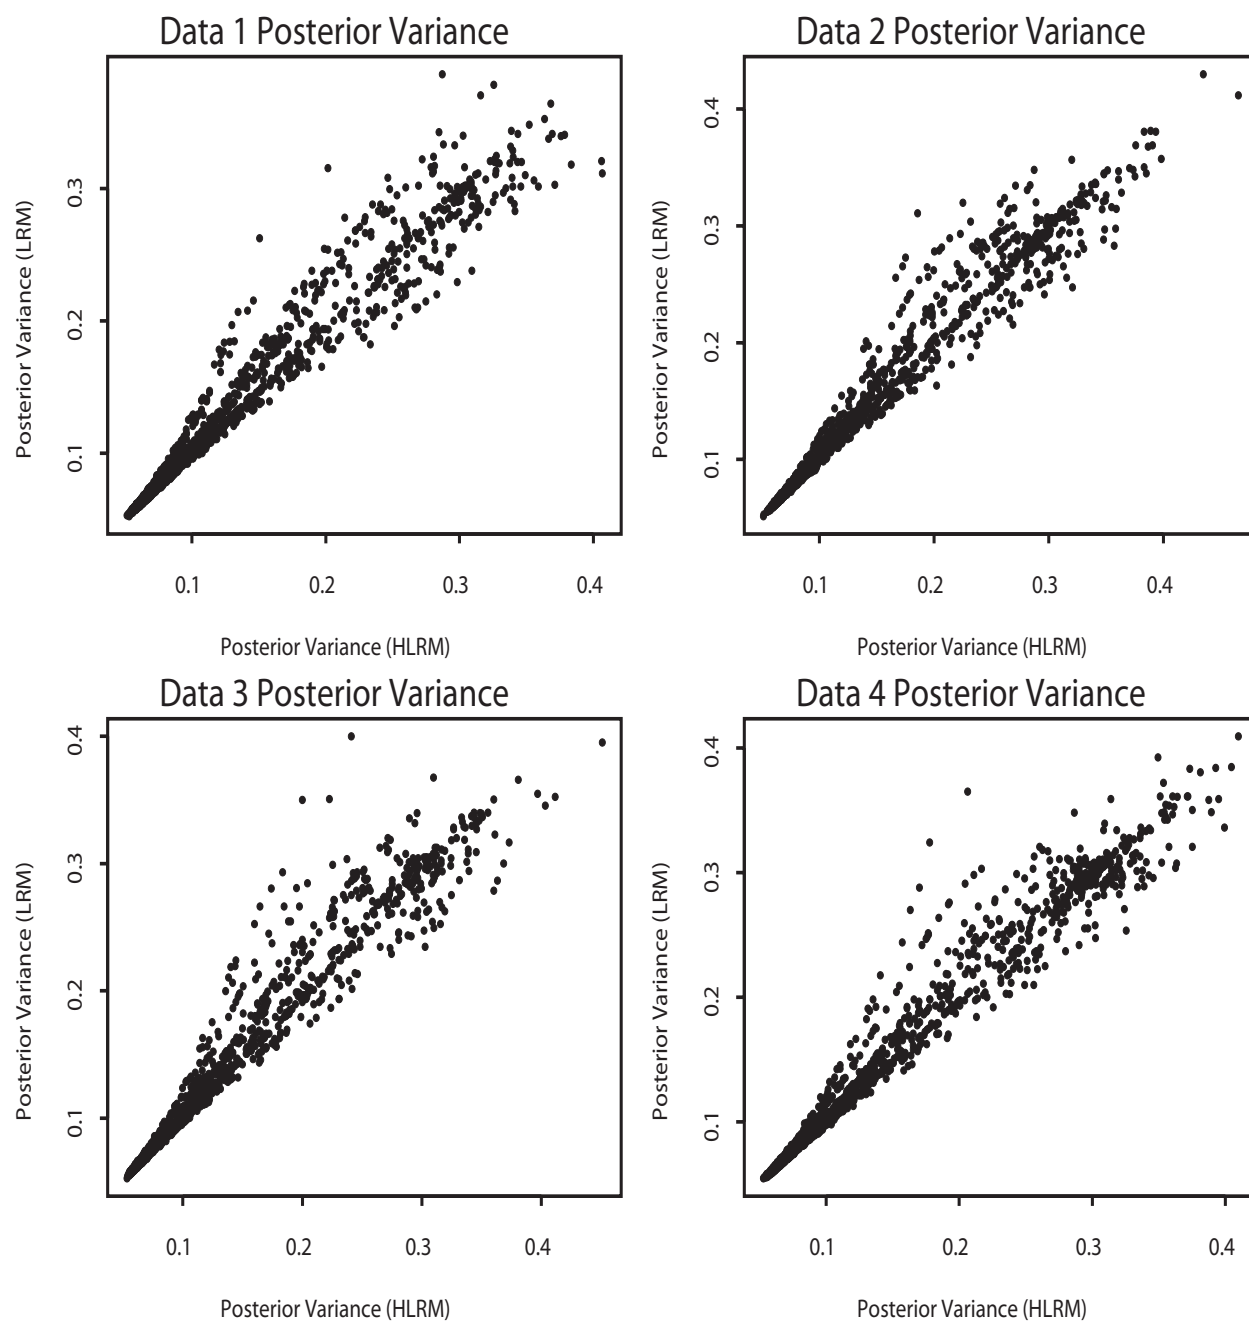 Data 1 Posterior Variance
Posterior Variance (LRM)
0.3
0.2
0.1
0.1 0.2 0.3 0.4
Posterior Variance (HLRM)
Data 2 Posterior Variance
Posterior Variance (LRM)
0.4
0.3
0.2
0.1
0.1 0.2 0.3 0.4
Posterior Variance (HLRM)
Data 3 Posterior Variance
Posterior Variance (LRM)
0.4
0.3
0.2
0.1
0.1 0.2 0.3 0.4
Posterior Variance (HLRM)
Data 4 Posterior Variance
Posterior Variance (LRM)
0.4
0.3
0.2
0.1
0.1 0.2 0.3 0.4
Posterior Variance (HLRM)